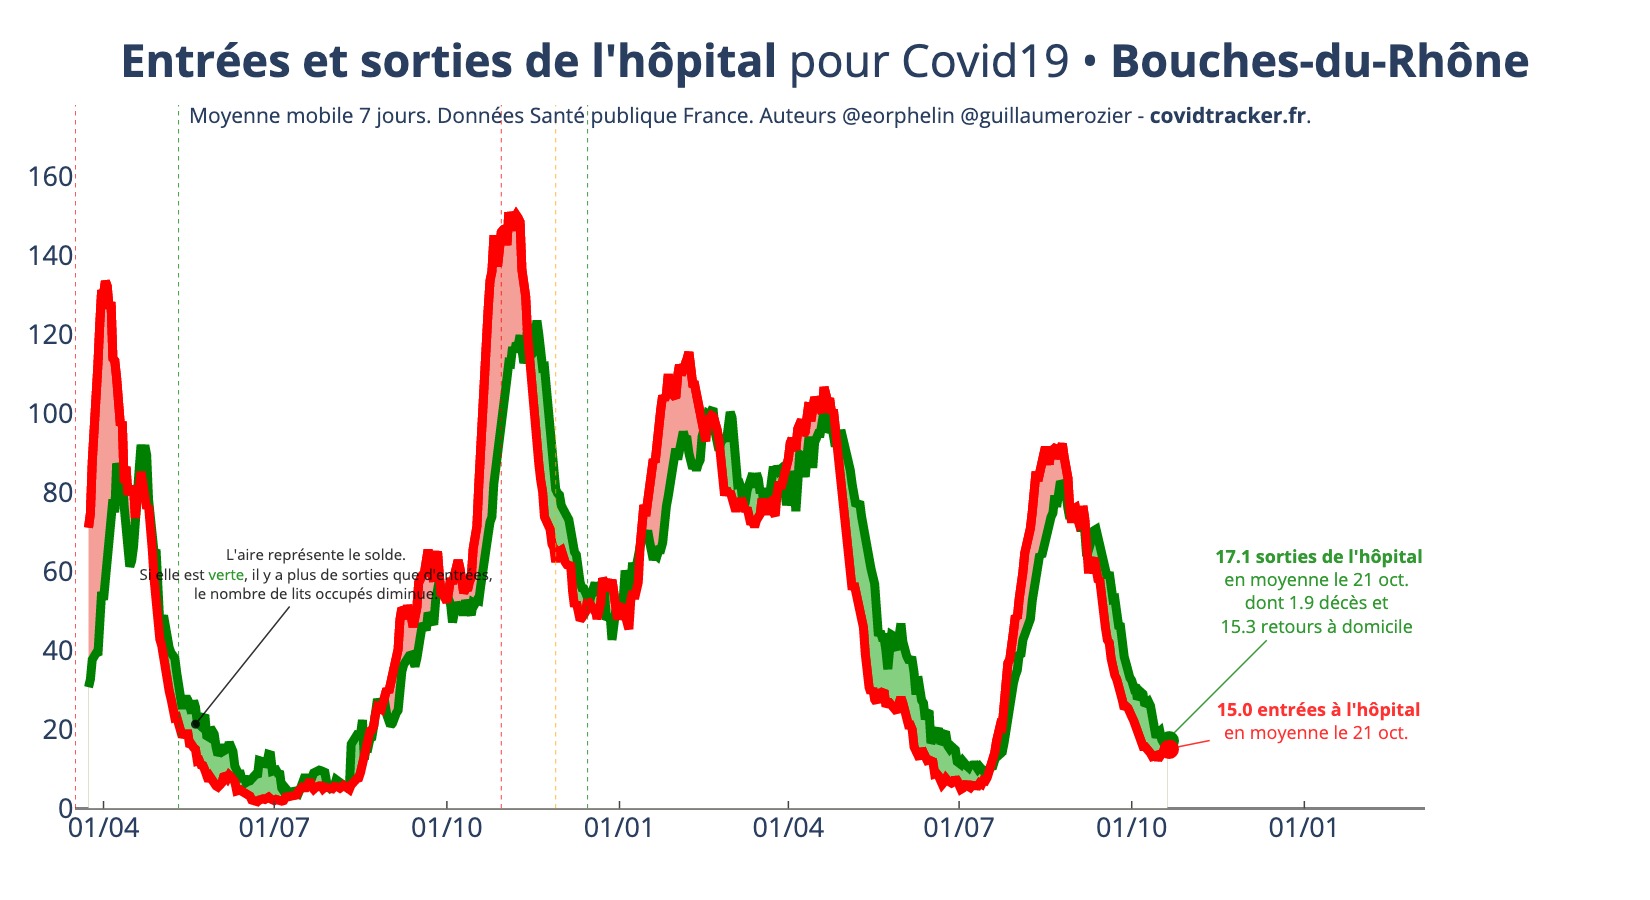 Entrées et sorties de l'hôpital pour Covid19 • Bouches-du-Rhône
Moyenne mobile 7 jours. Données Santé publique France. Auteurs @eorphelin @guillaumerozier - covidtracker.fr.
160
140
120
100
80
60
40
20
0
L'aire représente le solde.
Si elle est verte, il y a plus de sorties que d'entrées,
le nombre de lits occupés diminue.
17.1 sorties de l'hôpital
en moyenne le 21 oct.
dont 1.9 décès et
15.3 retours à domicile
15.0 entrées à l'hôpital
en moyenne le 21 oct.
01/04 01/07 01/10 01/01 01/04 01/07 01/10 01/01